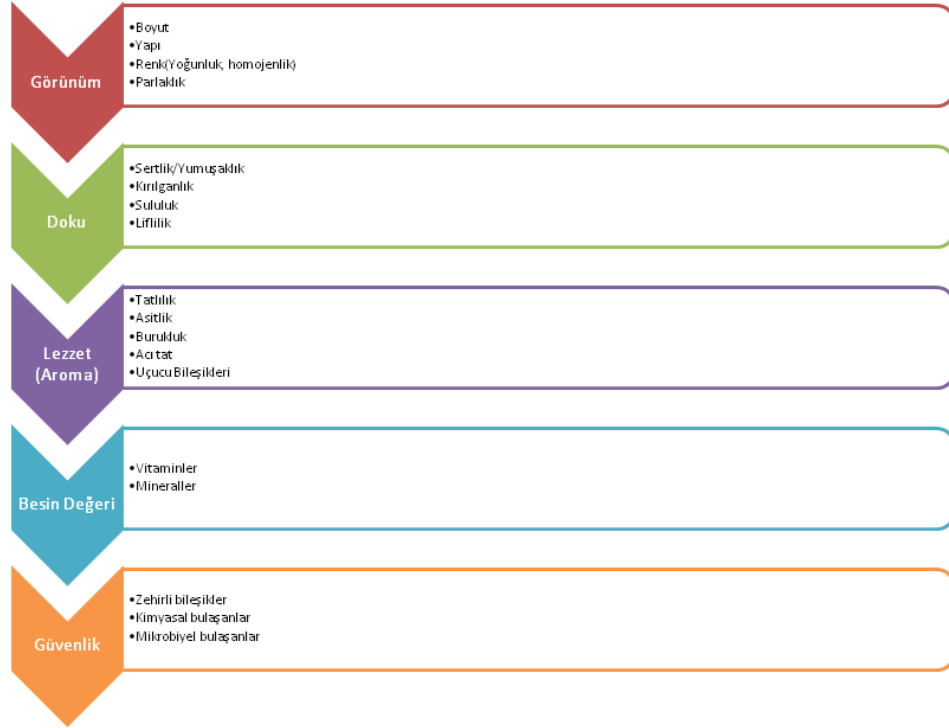 Görünüm
•Boyut
•Yapı
•Renk(Yoğunluk, homojenlik)
•Parlaklık
Doku
•Sertlik/Yumuşaklık
•Kırılganlık
•Sululuk
•Liflilik
Lezzet
(Aroma)
•Tatlılık
•Asitlik
•Burukluk
•Acı tat
•Uçucu Bileşikleri
Besin Değeri
•Vitaminler
•Mineraller
Güvenlik
•Zehirli bileşikler
•Kimyasal bulaşanlar
•Mikrobiyel bulaşanlar